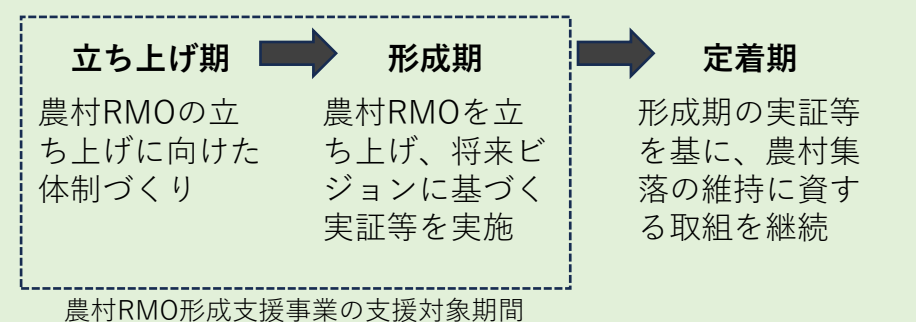 立ち上げ期
農村RMOの立
ち上げに向けた
体制づくり
形成期
農村RMOを立
ち上げ、将来ビ
ジョンに基づく
実証等を実施
定着期
形成期の実証等
を基に、農村集
落の維持に資す
る取組を継続
農村RMO形成支援事業の支援対象期間